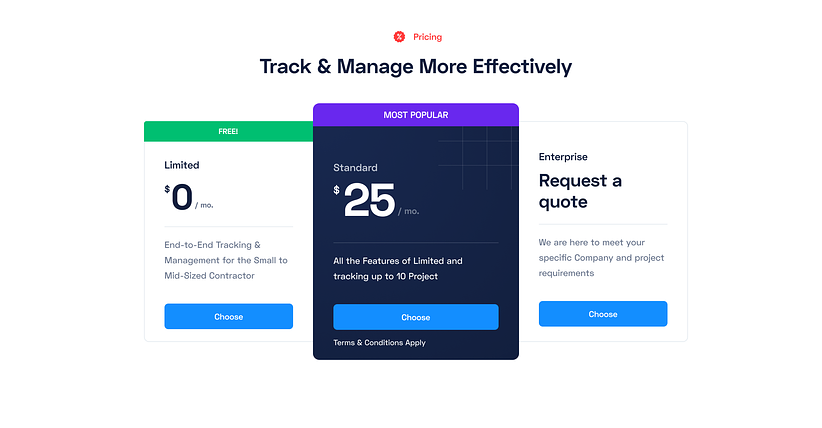 Pricing
Track & Manage More Effectively
FREE!
Limited
$0 / mo.
End-to-End Tracking &
Management for the Small to
Mid-Sized Contractor
Choose
MOST POPULAR
Standard
$25 / mo.
All the Features of Limited and
tracking up to 10 Project
Choose
Terms & Conditions Apply
Enterprise
Request a
quote
We are here to meet your
specific Company and project
requirements
Choose